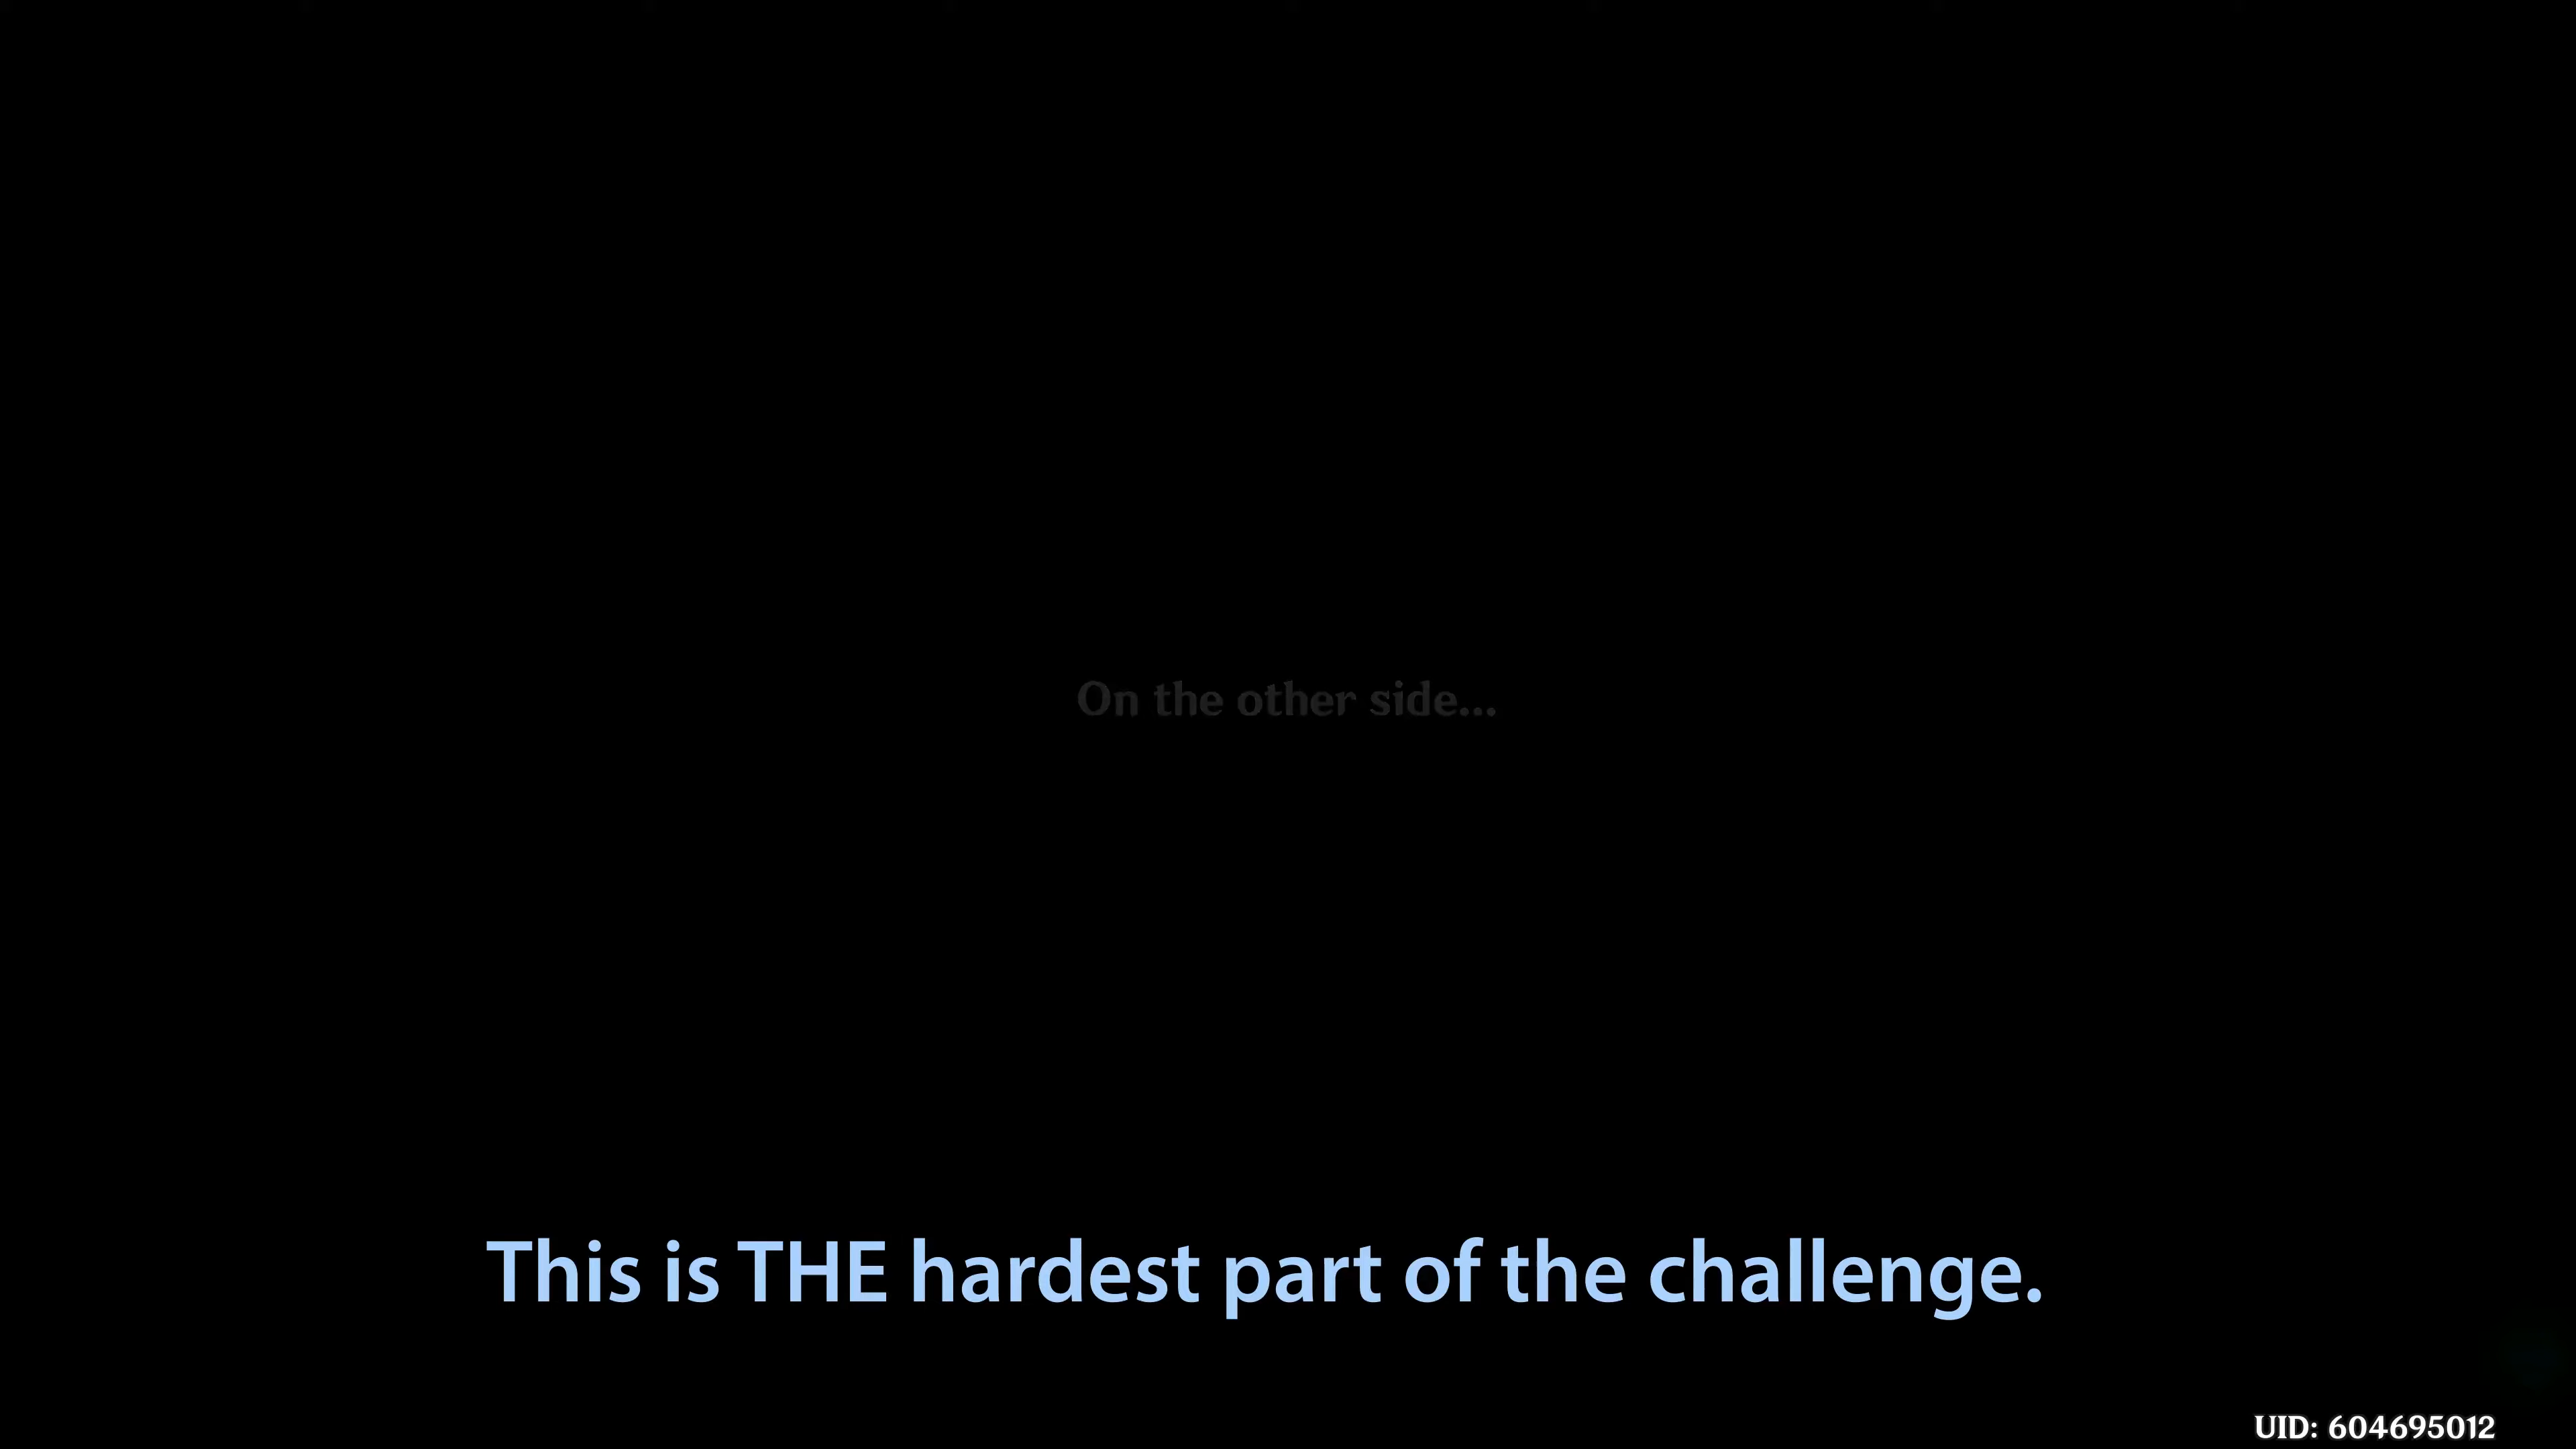 On the other side...
This is THE hardest part of the challenge.
UID: 604695012